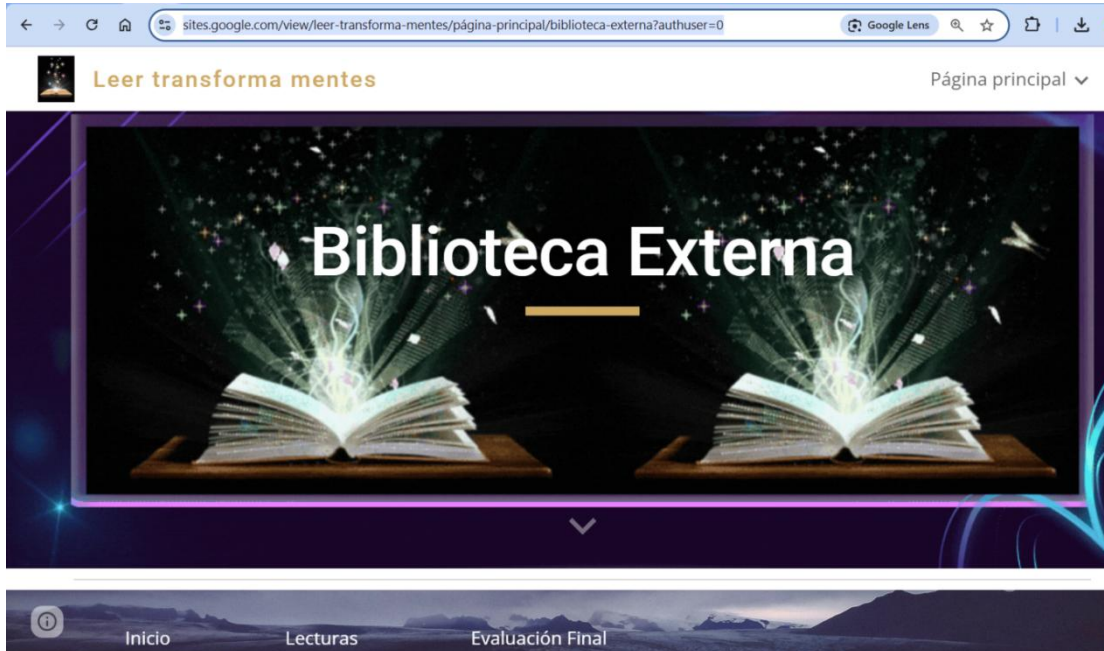 sites.google.com/view/leer-transforma-mentes/página-principal/biblioteca-externa?authuser=0
Google Lens
Leer transforma mentes
Página principal
Biblioteca Externa
Inicio
Lecturas
Evaluación Final